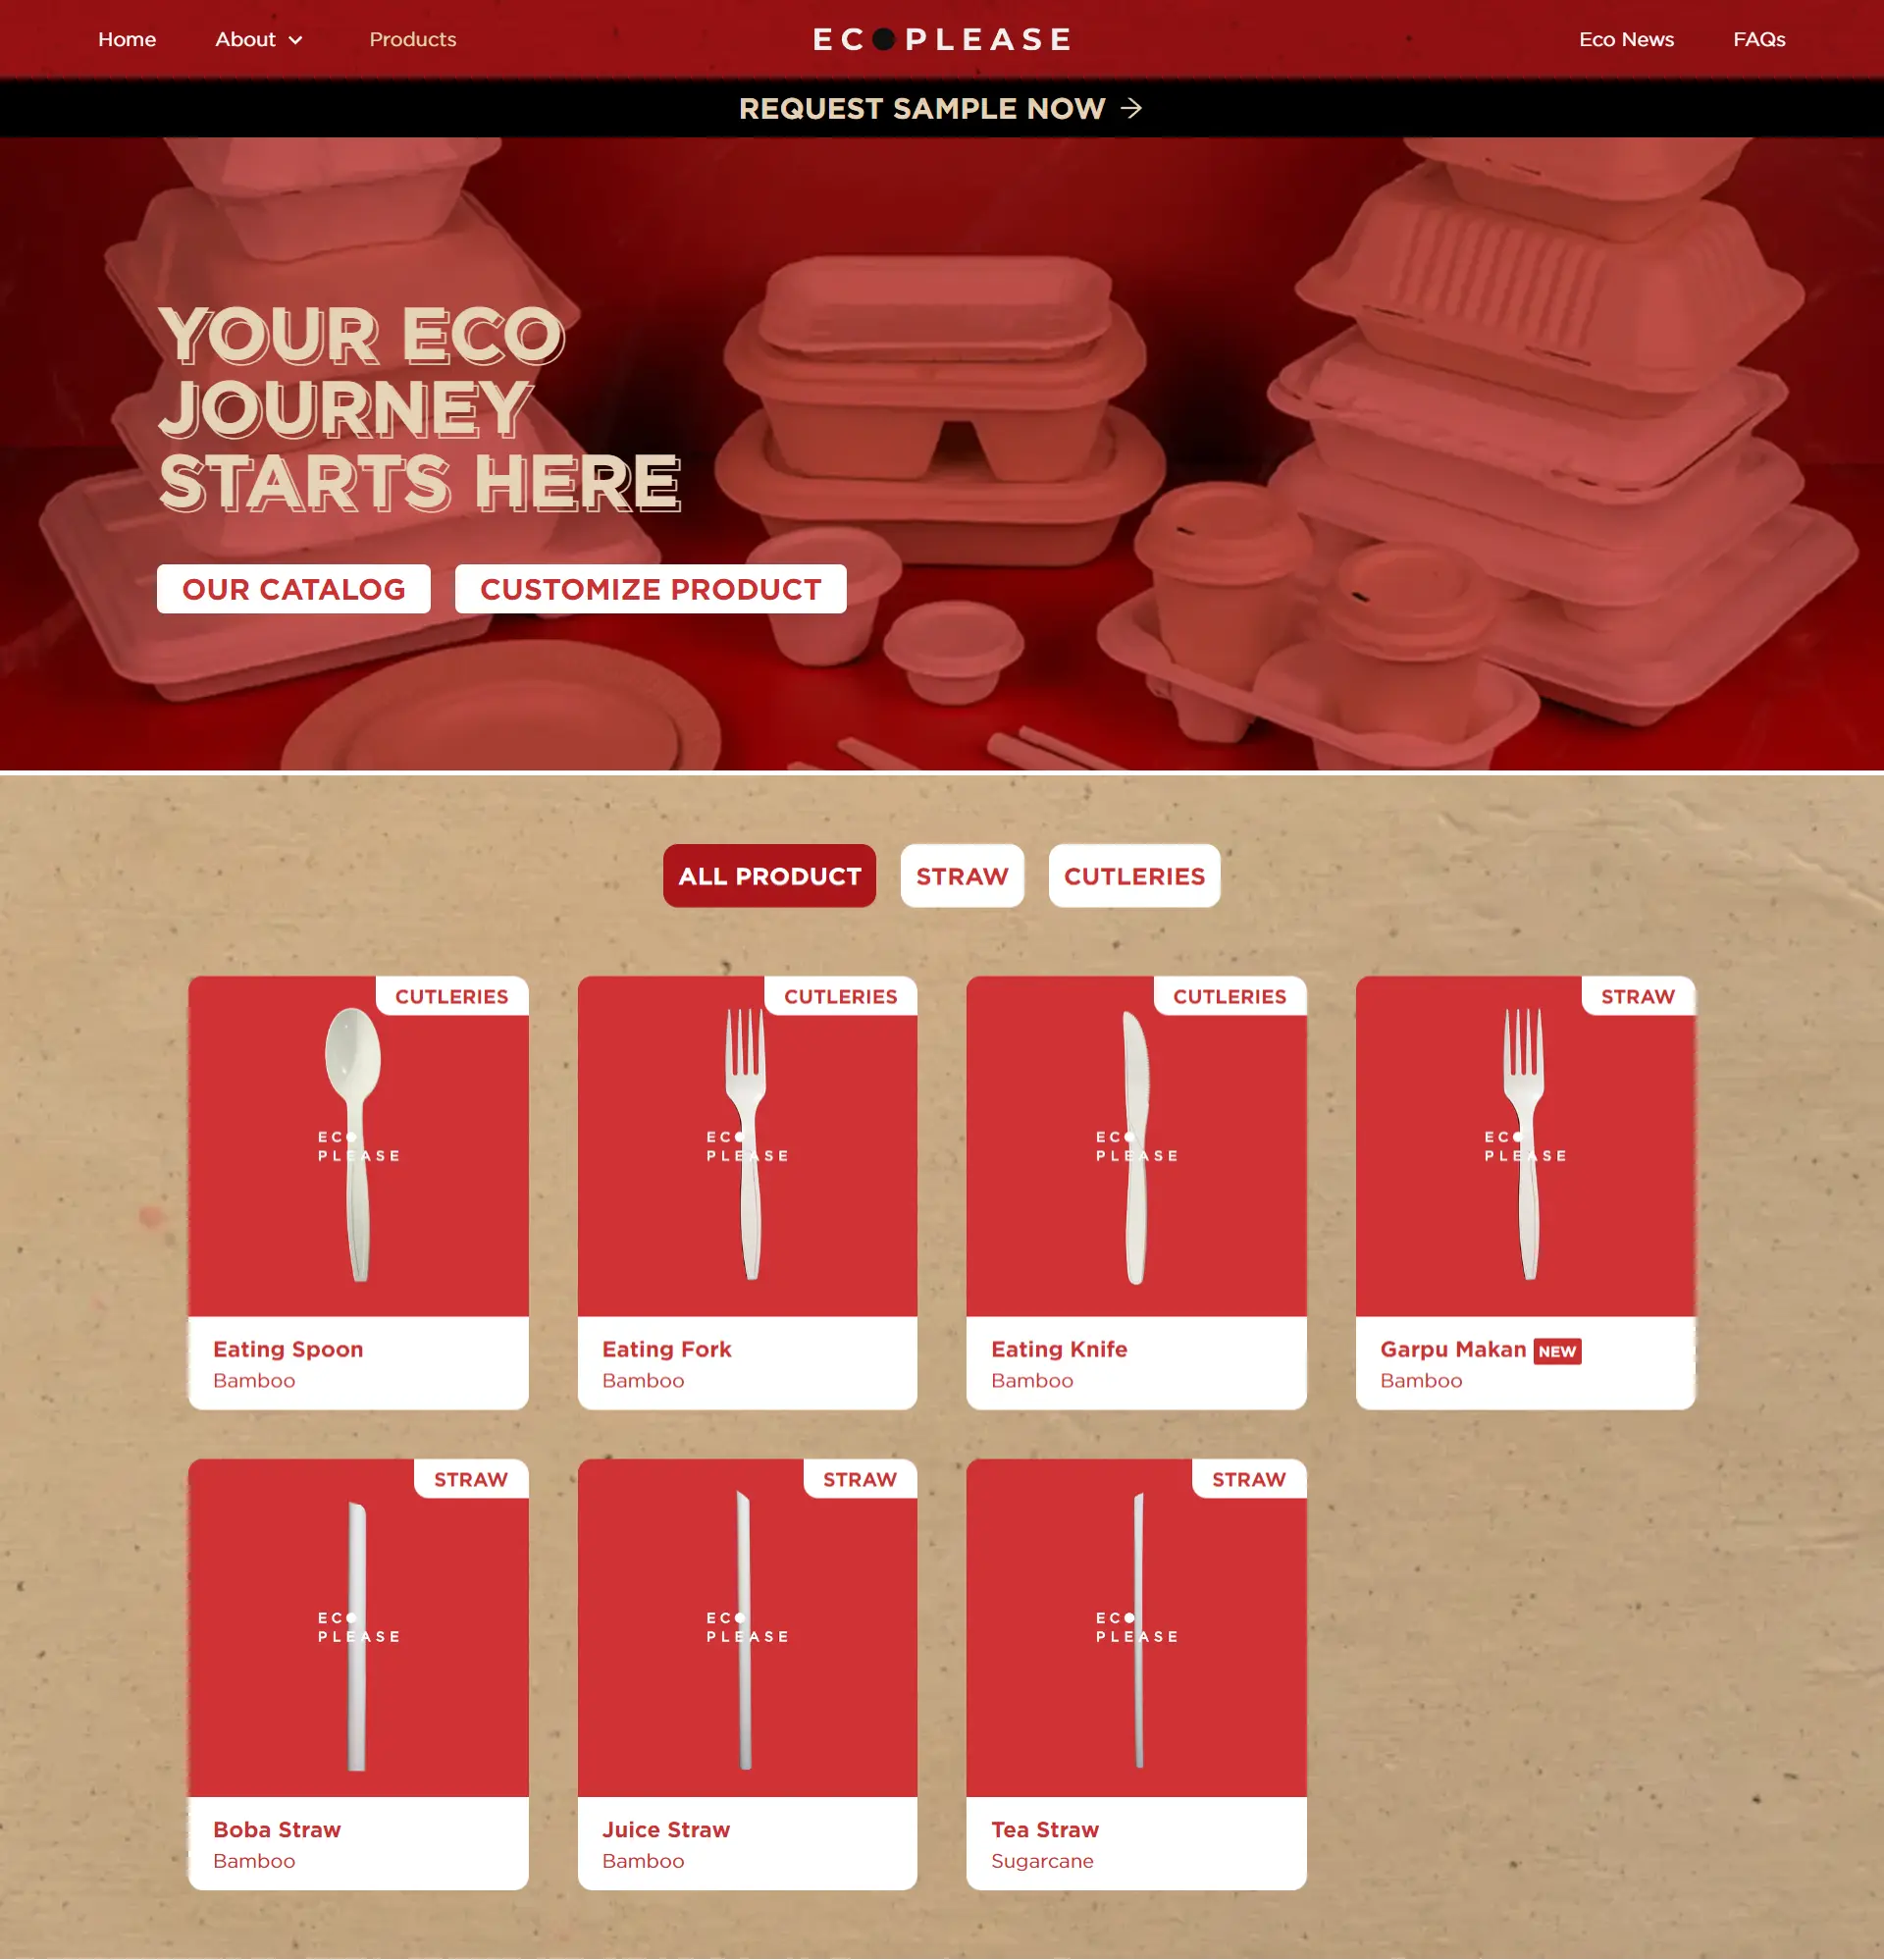 Home
About
Products
ECOPLEASE
Eco News
FAQs
REQUEST SAMPLE NOW →
YOUR ECO
JOURNEY
STARTS HERE
OUR CATALOG
CUSTOMIZE PRODUCT
ALL PRODUCT
STRAW
CUTLERIES
CUTLERIES
ECO
PLEASE
Eating Spoon
Bamboo
CUTLERIES
ECO
PLEASE
Eating Fork
Bamboo
CUTLERIES
ECO
PLEASE
Eating Knife
Bamboo
STRAW
ECO
PLEASE
Garpu Makan NEW
Bamboo
STRAW
ECO
PLEASE
Boba Straw
Bamboo
STRAW
ECO
PLEASE
Juice Straw
Bamboo
STRAW
ECO
PLEASE
Tea Straw
Sugarcane